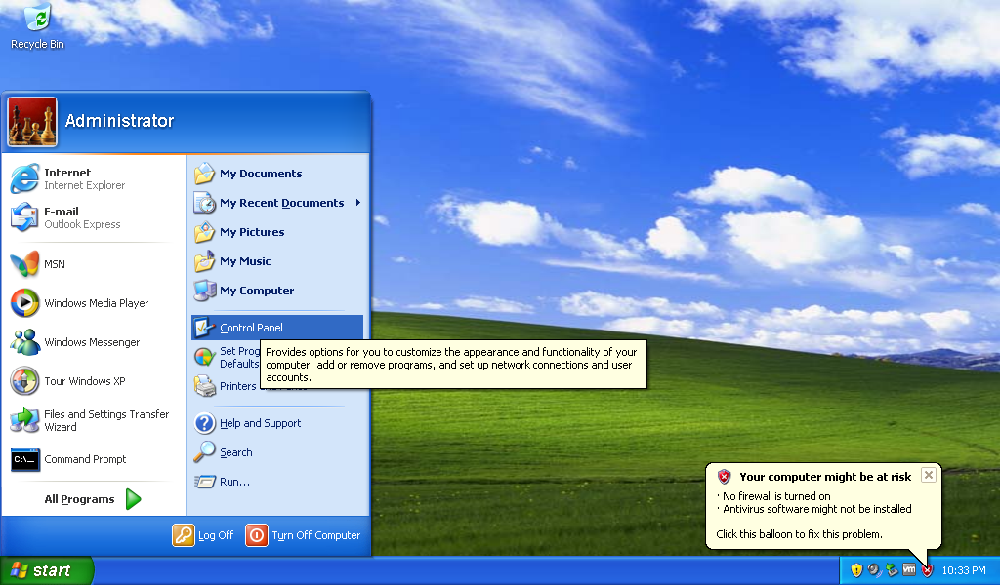 Recycle Bin
Administrator
Internet
Internet Explorer
E-mail
Outlook Express
MSN
Windows Media Player
Windows Messenger
Tour Windows XP
Files and Settings Transfer
Wizard
C:\_
Command Prompt
All Programs
My Documents
My Recent Documents
My Pictures
My Music
My Computer
Control Panel
Set Prog
Defaults
Provides options for you to customize the appearance and functionality of your
computer, add or remove programs, and set up network connections and user
accounts.
Printers
Help and Support
Search
Run...
Log Off
Turn Off Computer
Your computer might be at risk
· No firewall is turned on
· Antivirus software might not be installed
Click this balloon to fix this problem.
start
10:33 PM